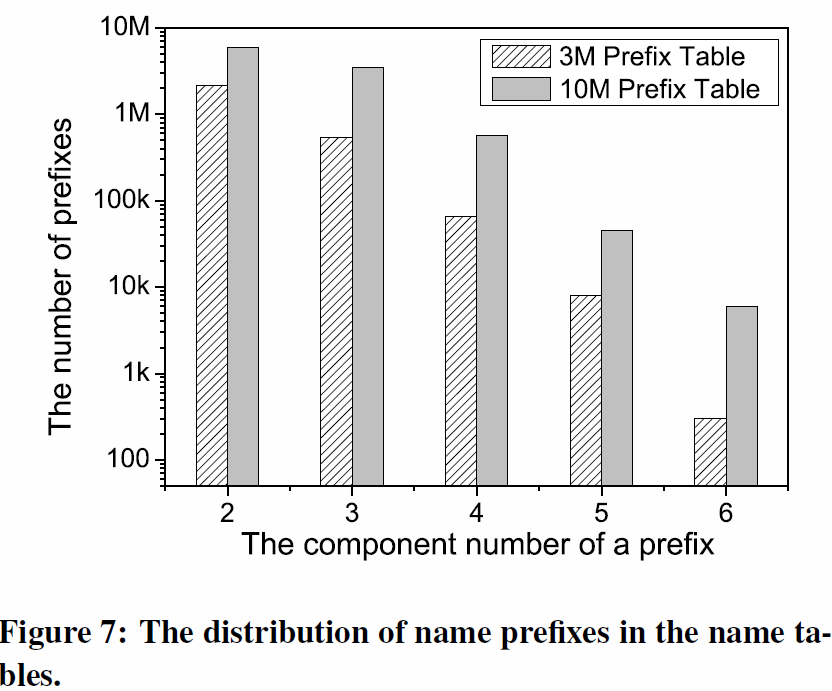 10M
1M
100k
10k
1k
100
The number of prefixes
3M Prefix Table
10M Prefix Table
2 3 4 5 6
The component number of a prefix
Figure 7: The distribution of name prefixes in the name ta-
bles.